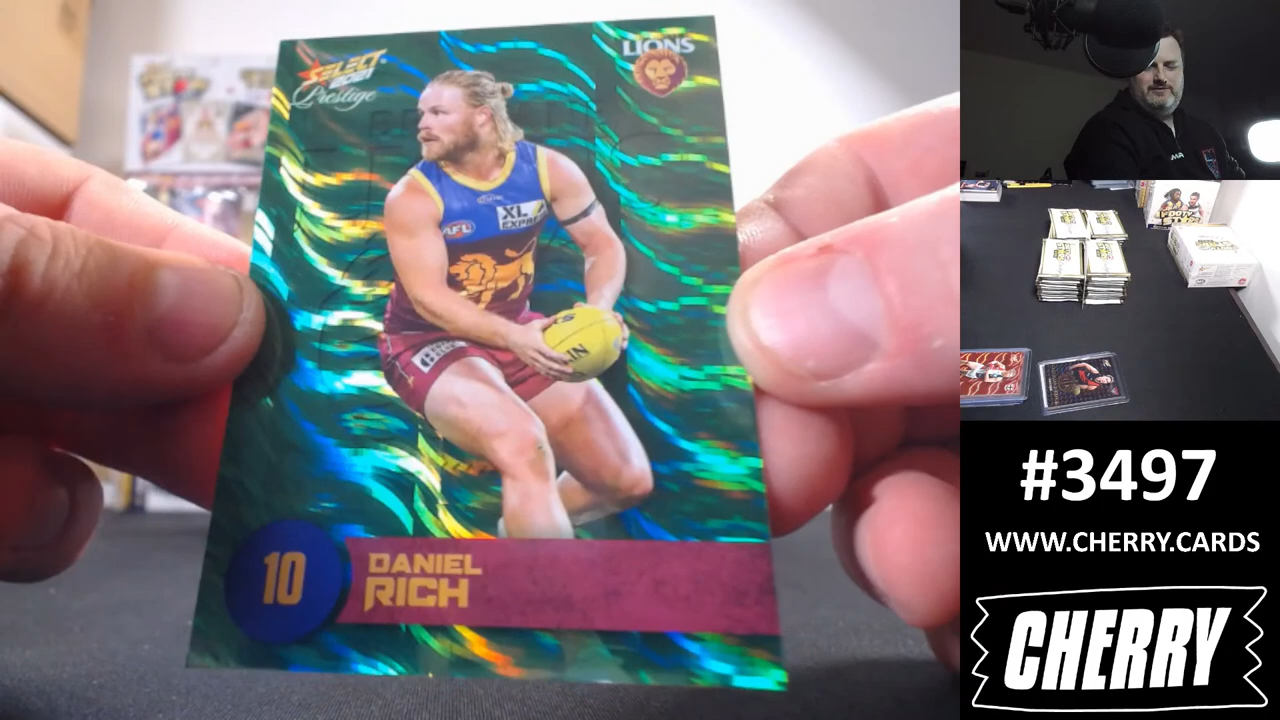 SELECT
2021
Prestige
LIONS
AFL
XL
EXPRESS
10
DANIEL
RICH
#3497
WWW.CHERRY.CARDS
CHERRY